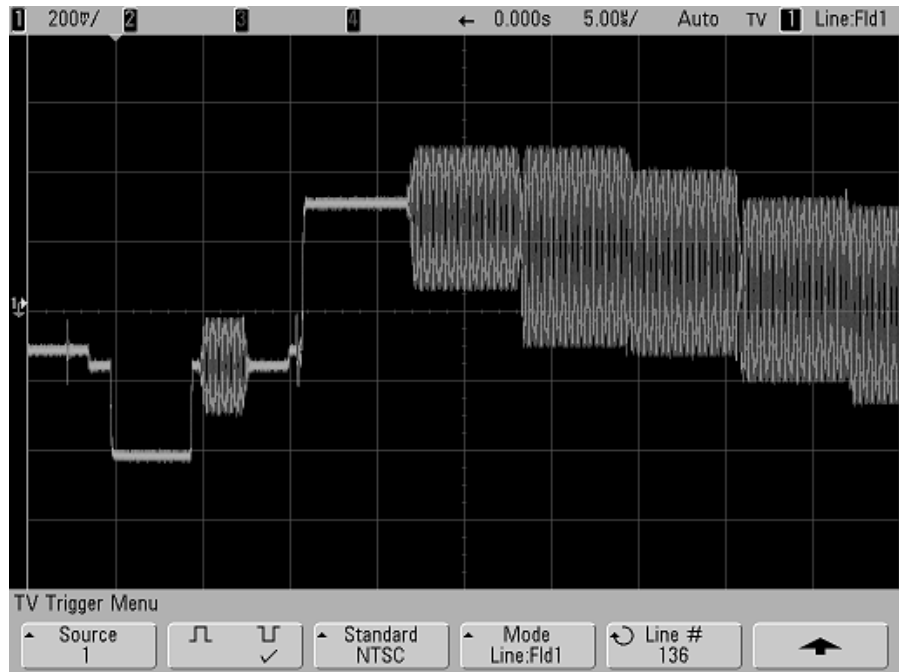 1 200mV/ 2 3 4 ← 0.000s 5.00㎲/ Auto TV 1 Line:Fld1
TV Trigger Menu
Source
1
✓
Standard
NTSC
Mode
Line:Fld1
Line #
136